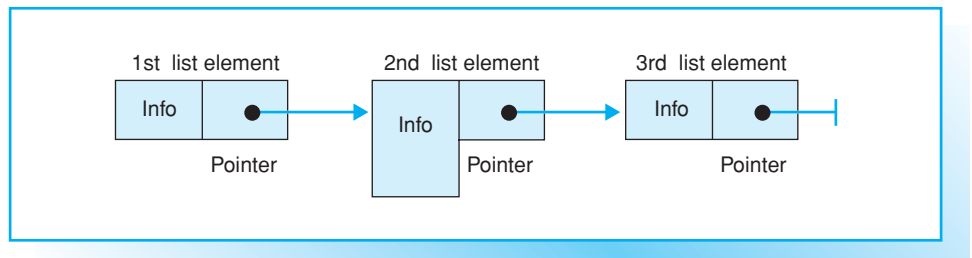 1st list element
2nd list element
3rd list element
Info
Info
Info
Pointer
Pointer
Pointer